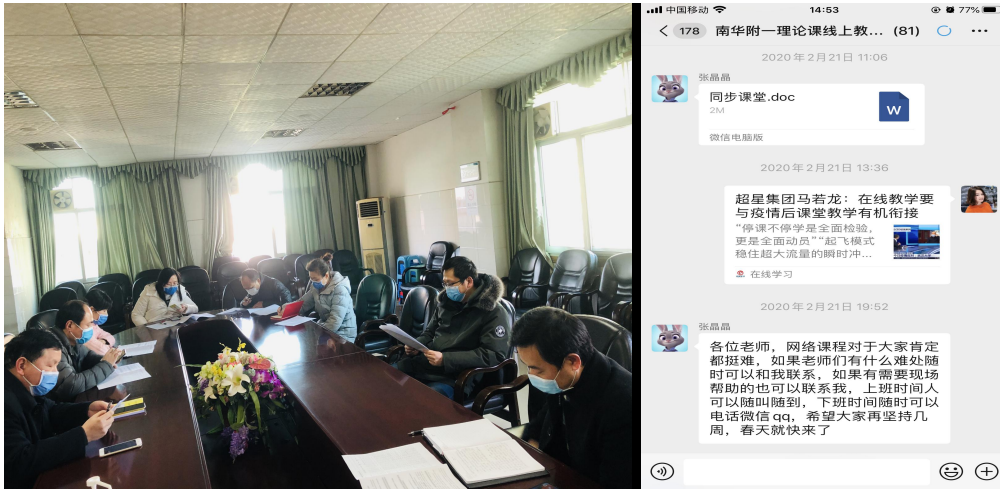 中国移动
14:53
77%
178 南华附一理论课线上教... (81)
2020年2月21日 11:06
张晶晶
同步课堂.doc
2M
W
微信电脑版
2020年2月21日 13:36
超星集团马若龙：在线教学要
与疫情后课堂教学有机衔接
“停课不停学是全面检验，
更是全面动员”“起飞模式
稳住超大流量的瞬时冲...
在线学习
2020年2月21日 19:52
张晶晶
各位老师，网络课程对于大家肯定
都挺难，如果老师们有什么难处随
时可以和我联系，如果有需要现场
帮助的也可以联系我，上班时间人
可以随叫随到，下班时间随时可以
电话微信qq，希望大家再坚持几
周，春天就快来了